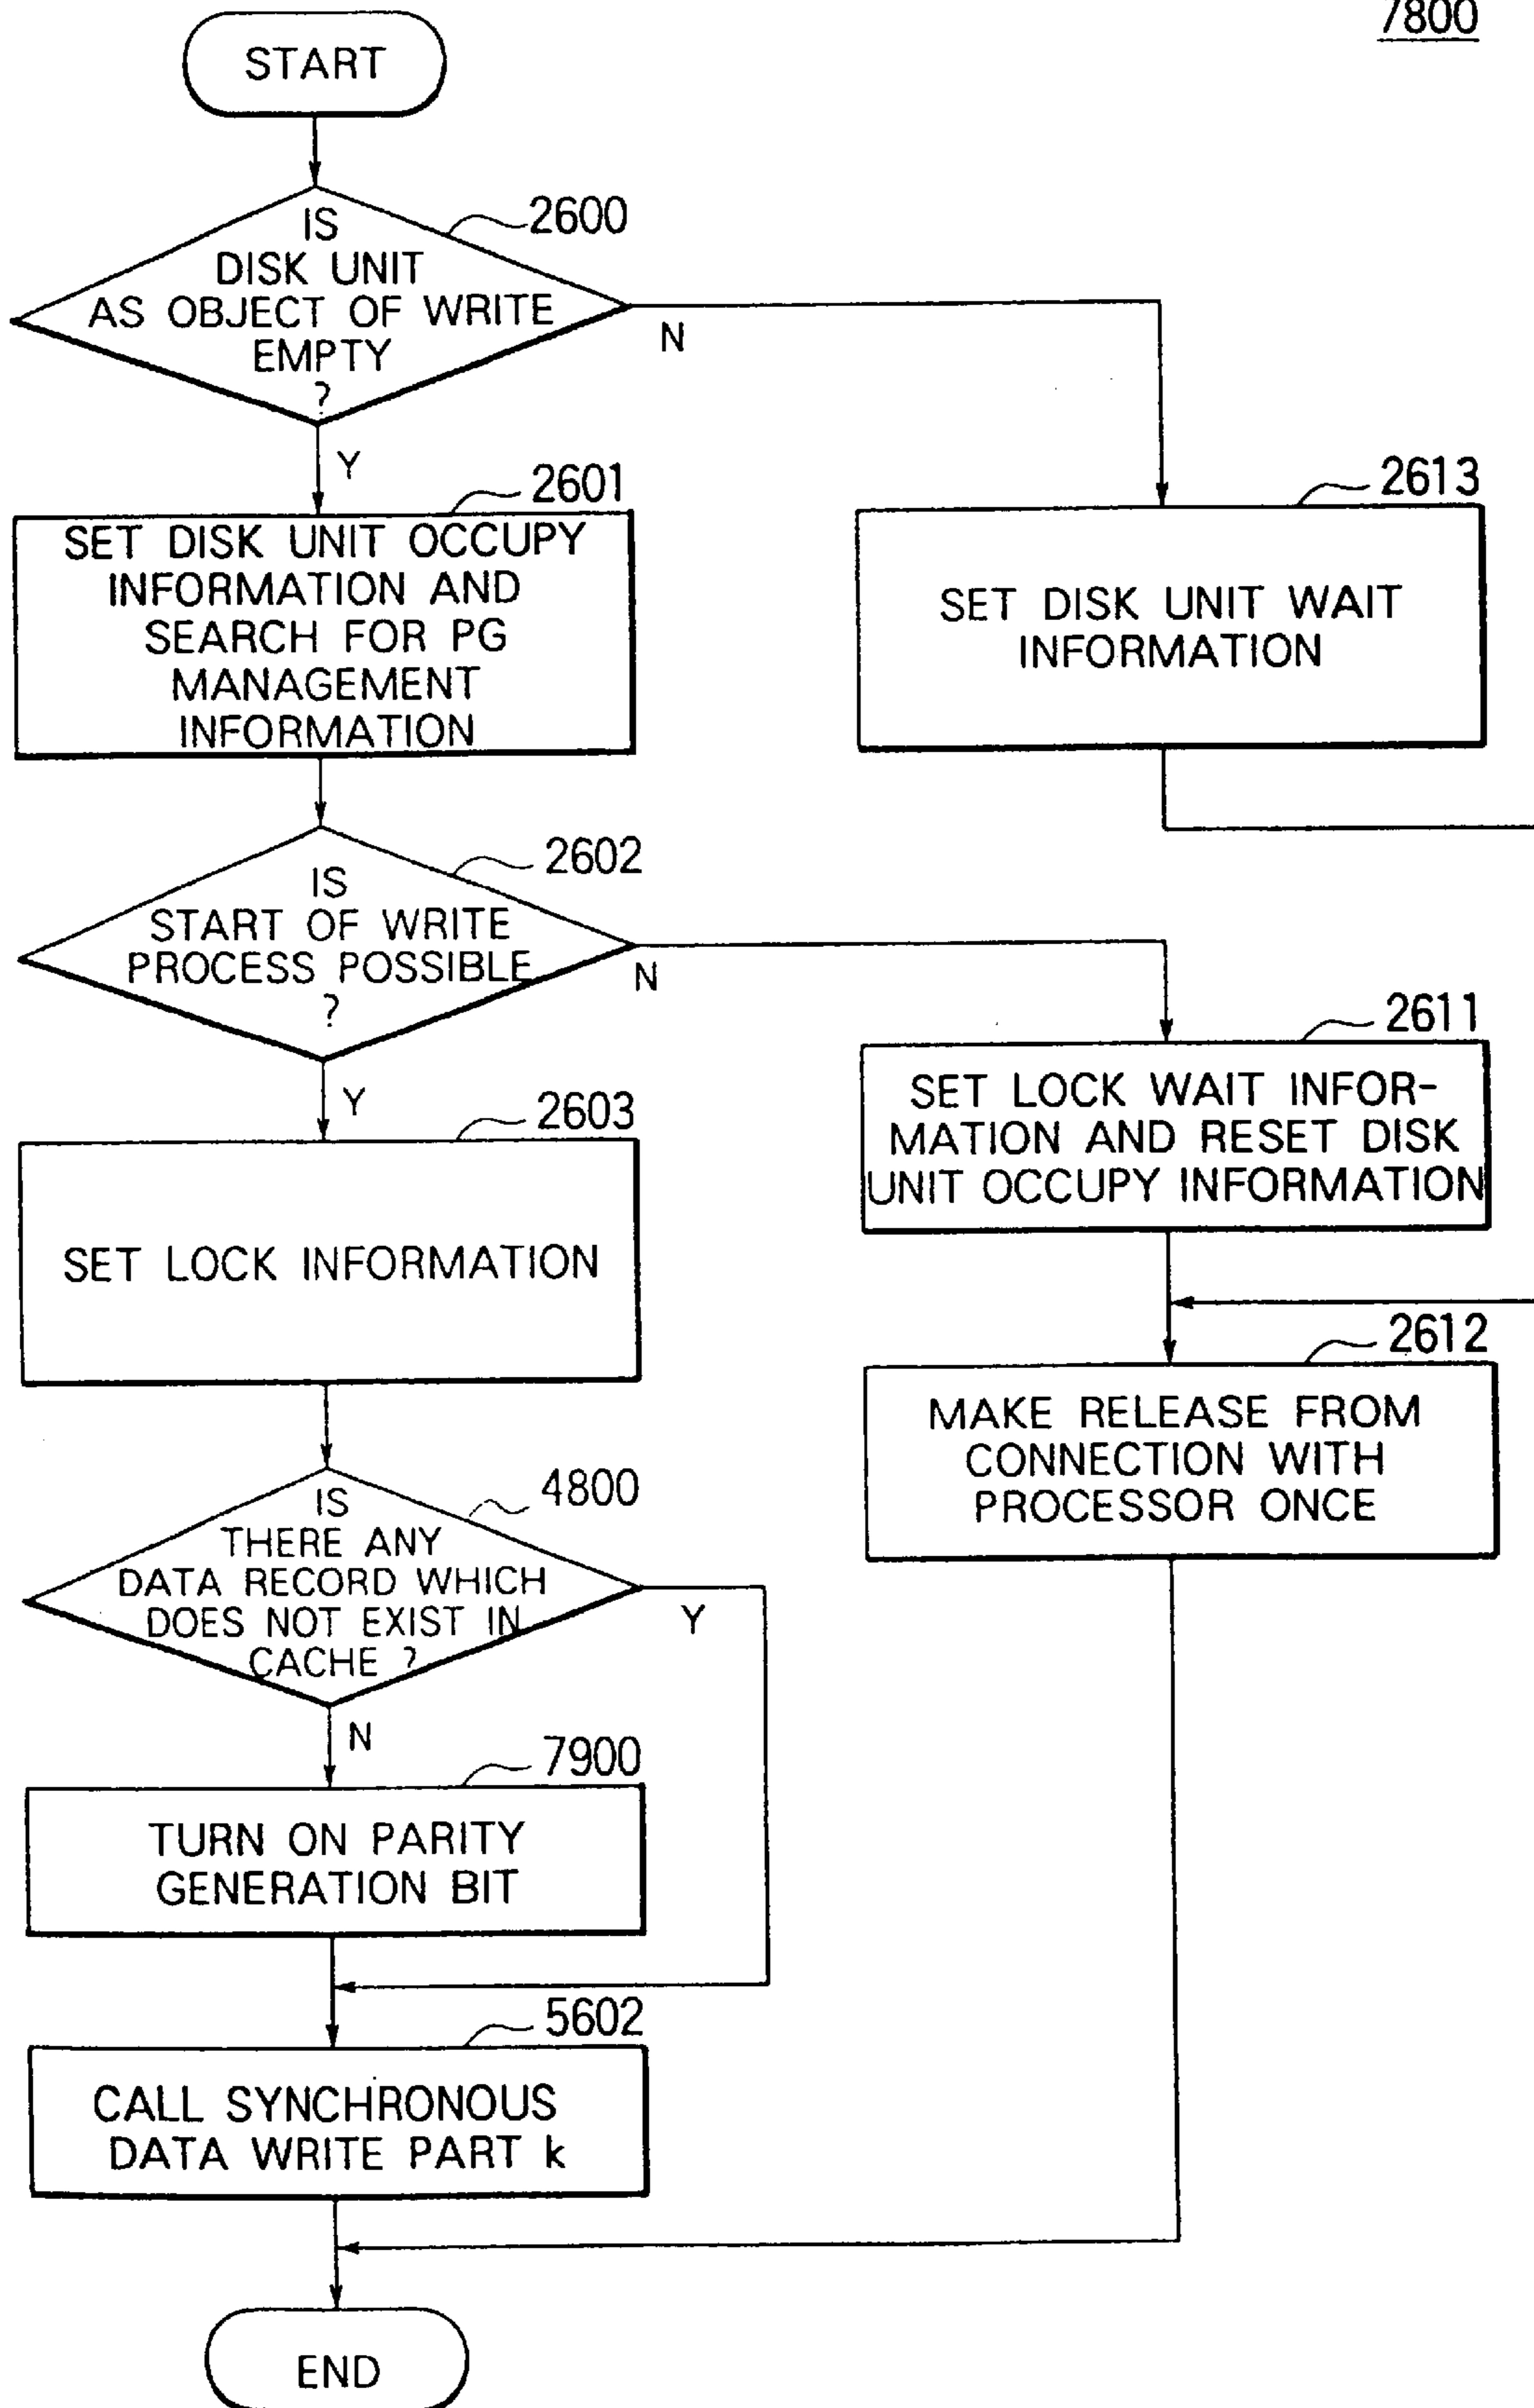 7800
START
2600
IS
DISK UNIT
AS OBJECT OF WRITE
EMPTY
?
N
Y
2601
SET DISK UNIT OCCUPY
INFORMATION AND
SEARCH FOR PG
MANAGEMENT
INFORMATION
2613
SET DISK UNIT WAIT
INFORMATION
2602
IS
START OF WRITE
PROCESS POSSIBLE
?
N
Y
2611
SET LOCK WAIT INFOR-
MATION AND RESET DISK
UNIT OCCUPY INFORMATION
2603
SET LOCK INFORMATION
2612
MAKE RELEASE FROM
CONNECTION WITH
PROCESSOR ONCE
4800
IS
THERE ANY
DATA RECORD WHICH
DOES NOT EXIST IN
CACHE ?
Y
N
7900
TURN ON PARITY
GENERATION BIT
5602
CALL SYNCHRONOUS
DATA WRITE PART k
END